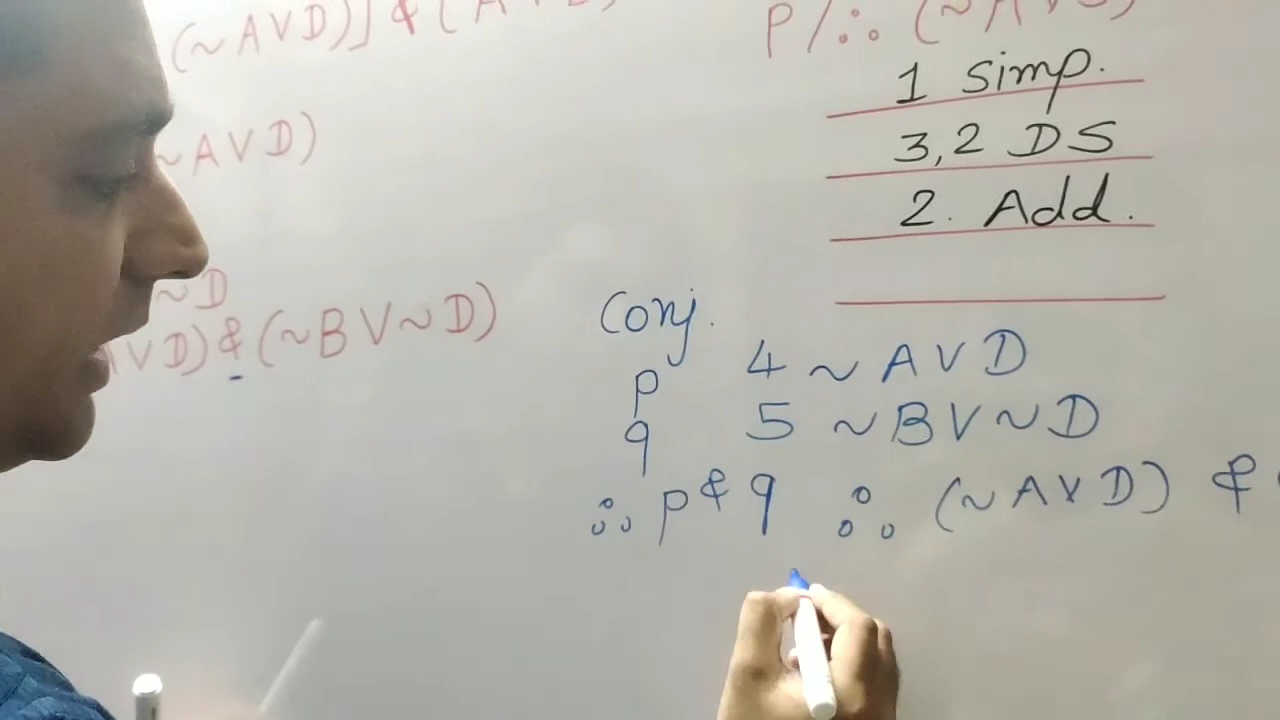 (~A V D)] & (A
P / ∴ (~A V D)
1 Simp.
~A V D)
3,2 DS
2. Add.
~D
V D) & (~B V ~D)
Conj.
p 4 ~A V D
q 5 ~B V ~D
∴ p & q ∴ (~A V D) &